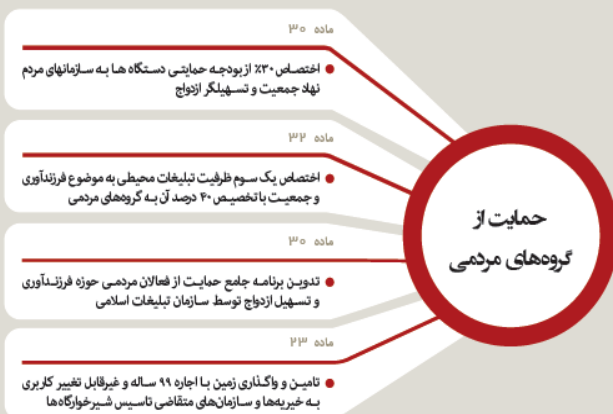 ماده ۳۰
اختصاص ۳۰٪ از بودجه حمایتی دستگاه ها به سازمانهای مردم
نهاد جمعیت و تسهیلگر ازدواج
ماده ۳۲
اختصاص یک سوم ظرفیت تبلیغات محیطی به موضوع فرزندآوری
و جمعیت با تخصیص ۴۰ درصد آن به گروه‌های مردمی
ماده ۳۰
تدوین برنامه جامع حمایت از فعالان مردمی حوزه فرزندآوری
و تسهیل ازدواج توسط سازمان تبلیغات اسلامی
ماده ۲۳
تامین و واگذاری زمین با اجاره ۹۹ ساله و غیرقابل تغییر کاربری
به خیریه‌ها و سازمان‌های متقاضی تاسیس شیرخوارگاه‌ها
حمایت از
گروه‌های مردمی